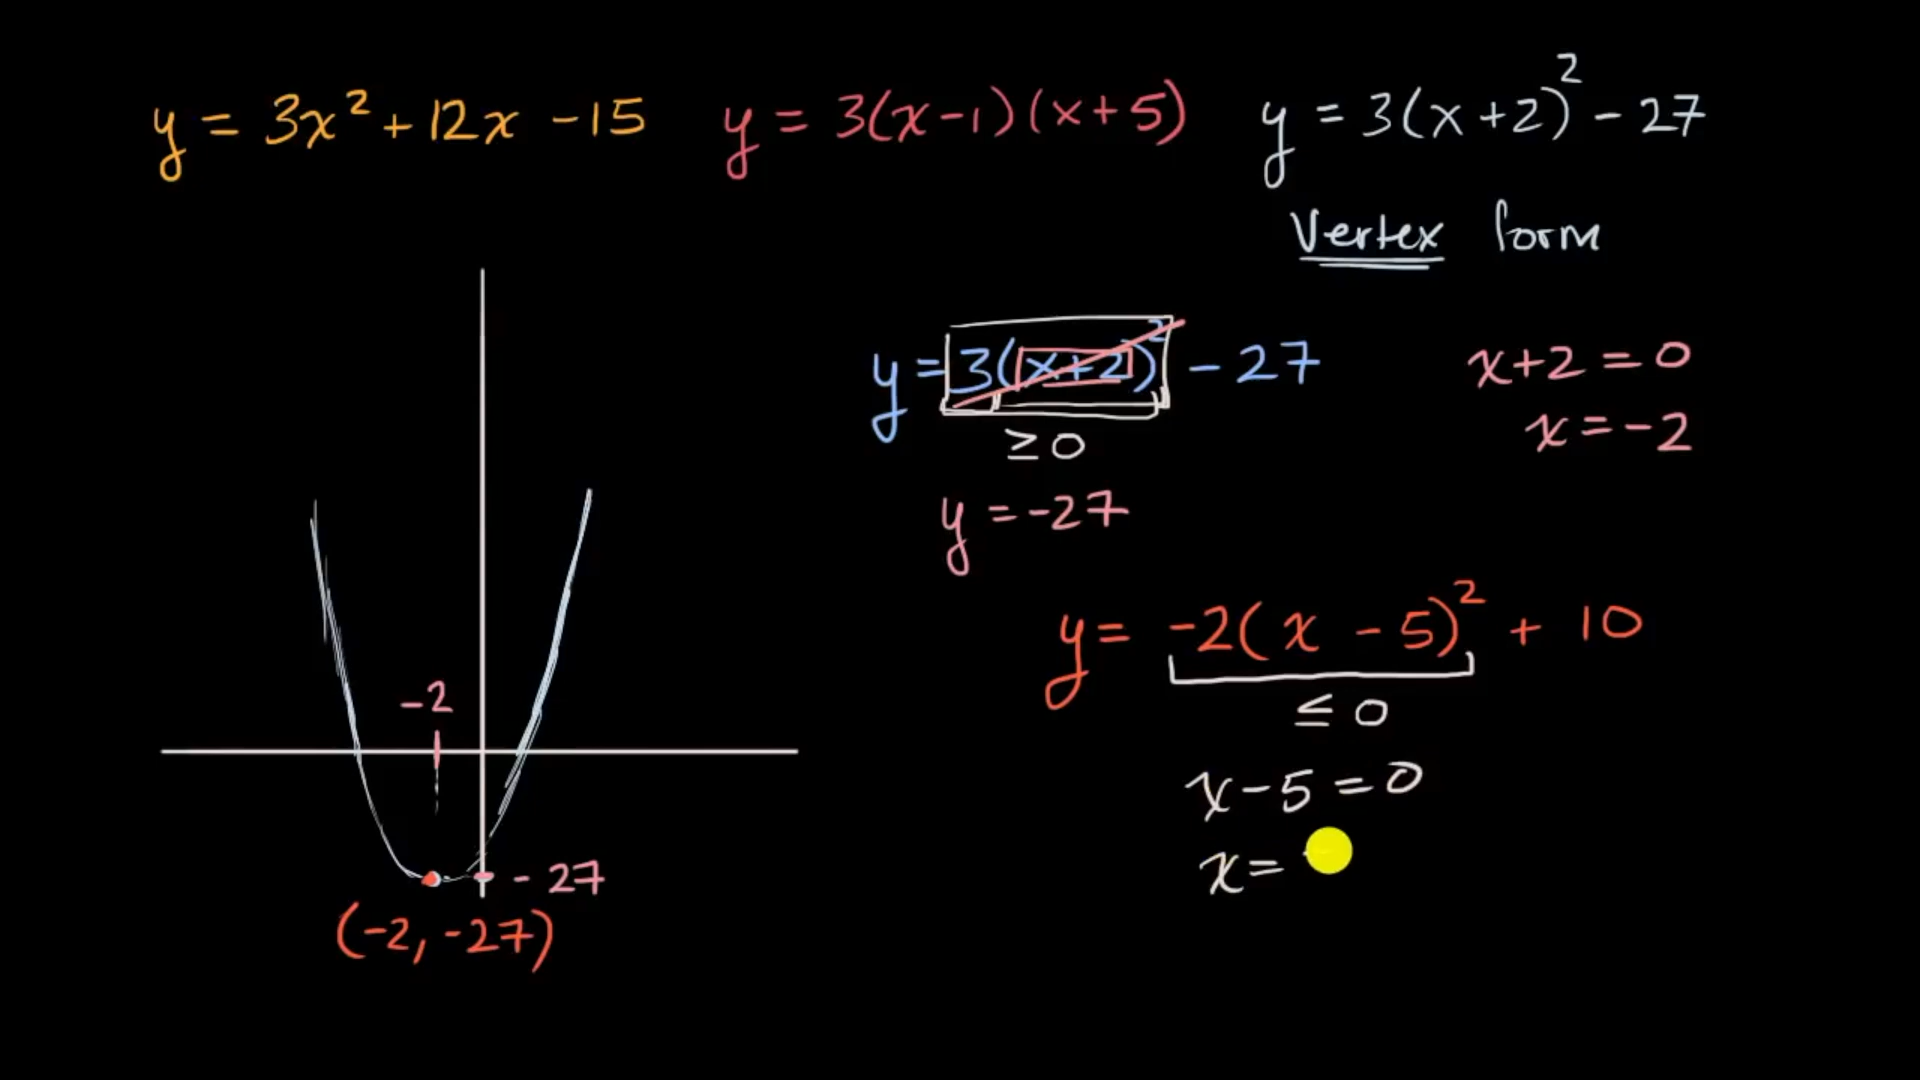 y = 3x² + 12x - 15
y = 3(x-1)(x+5)
y = 3(x+2)² - 27
Vertex form
y = 3(x+2)² - 27
≥ 0
y = -27
x+2 = 0
x = -2
y = -2(x - 5)² + 10
≤ 0
x - 5 = 0
x =
-2
- 27
(-2, -27)